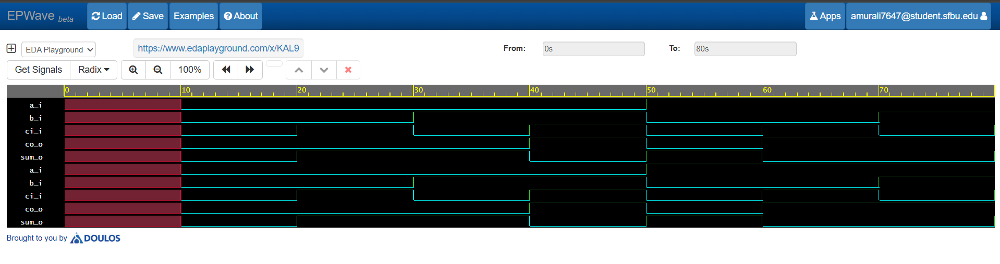 EPWave beta Load Save Examples About Apps amurali7647@student.sfbu.edu
EDA Playground https://www.edaplayground.com/x/KAL9 From: 0s To: 80s
Get Signals Radix 100%
0 10 20 30 40 50 60 70
a_i
b_i
ci_i
co_o
sum_o
a_i
b_i
ci_i
co_o
sum_o
Brought to you by DOULOS